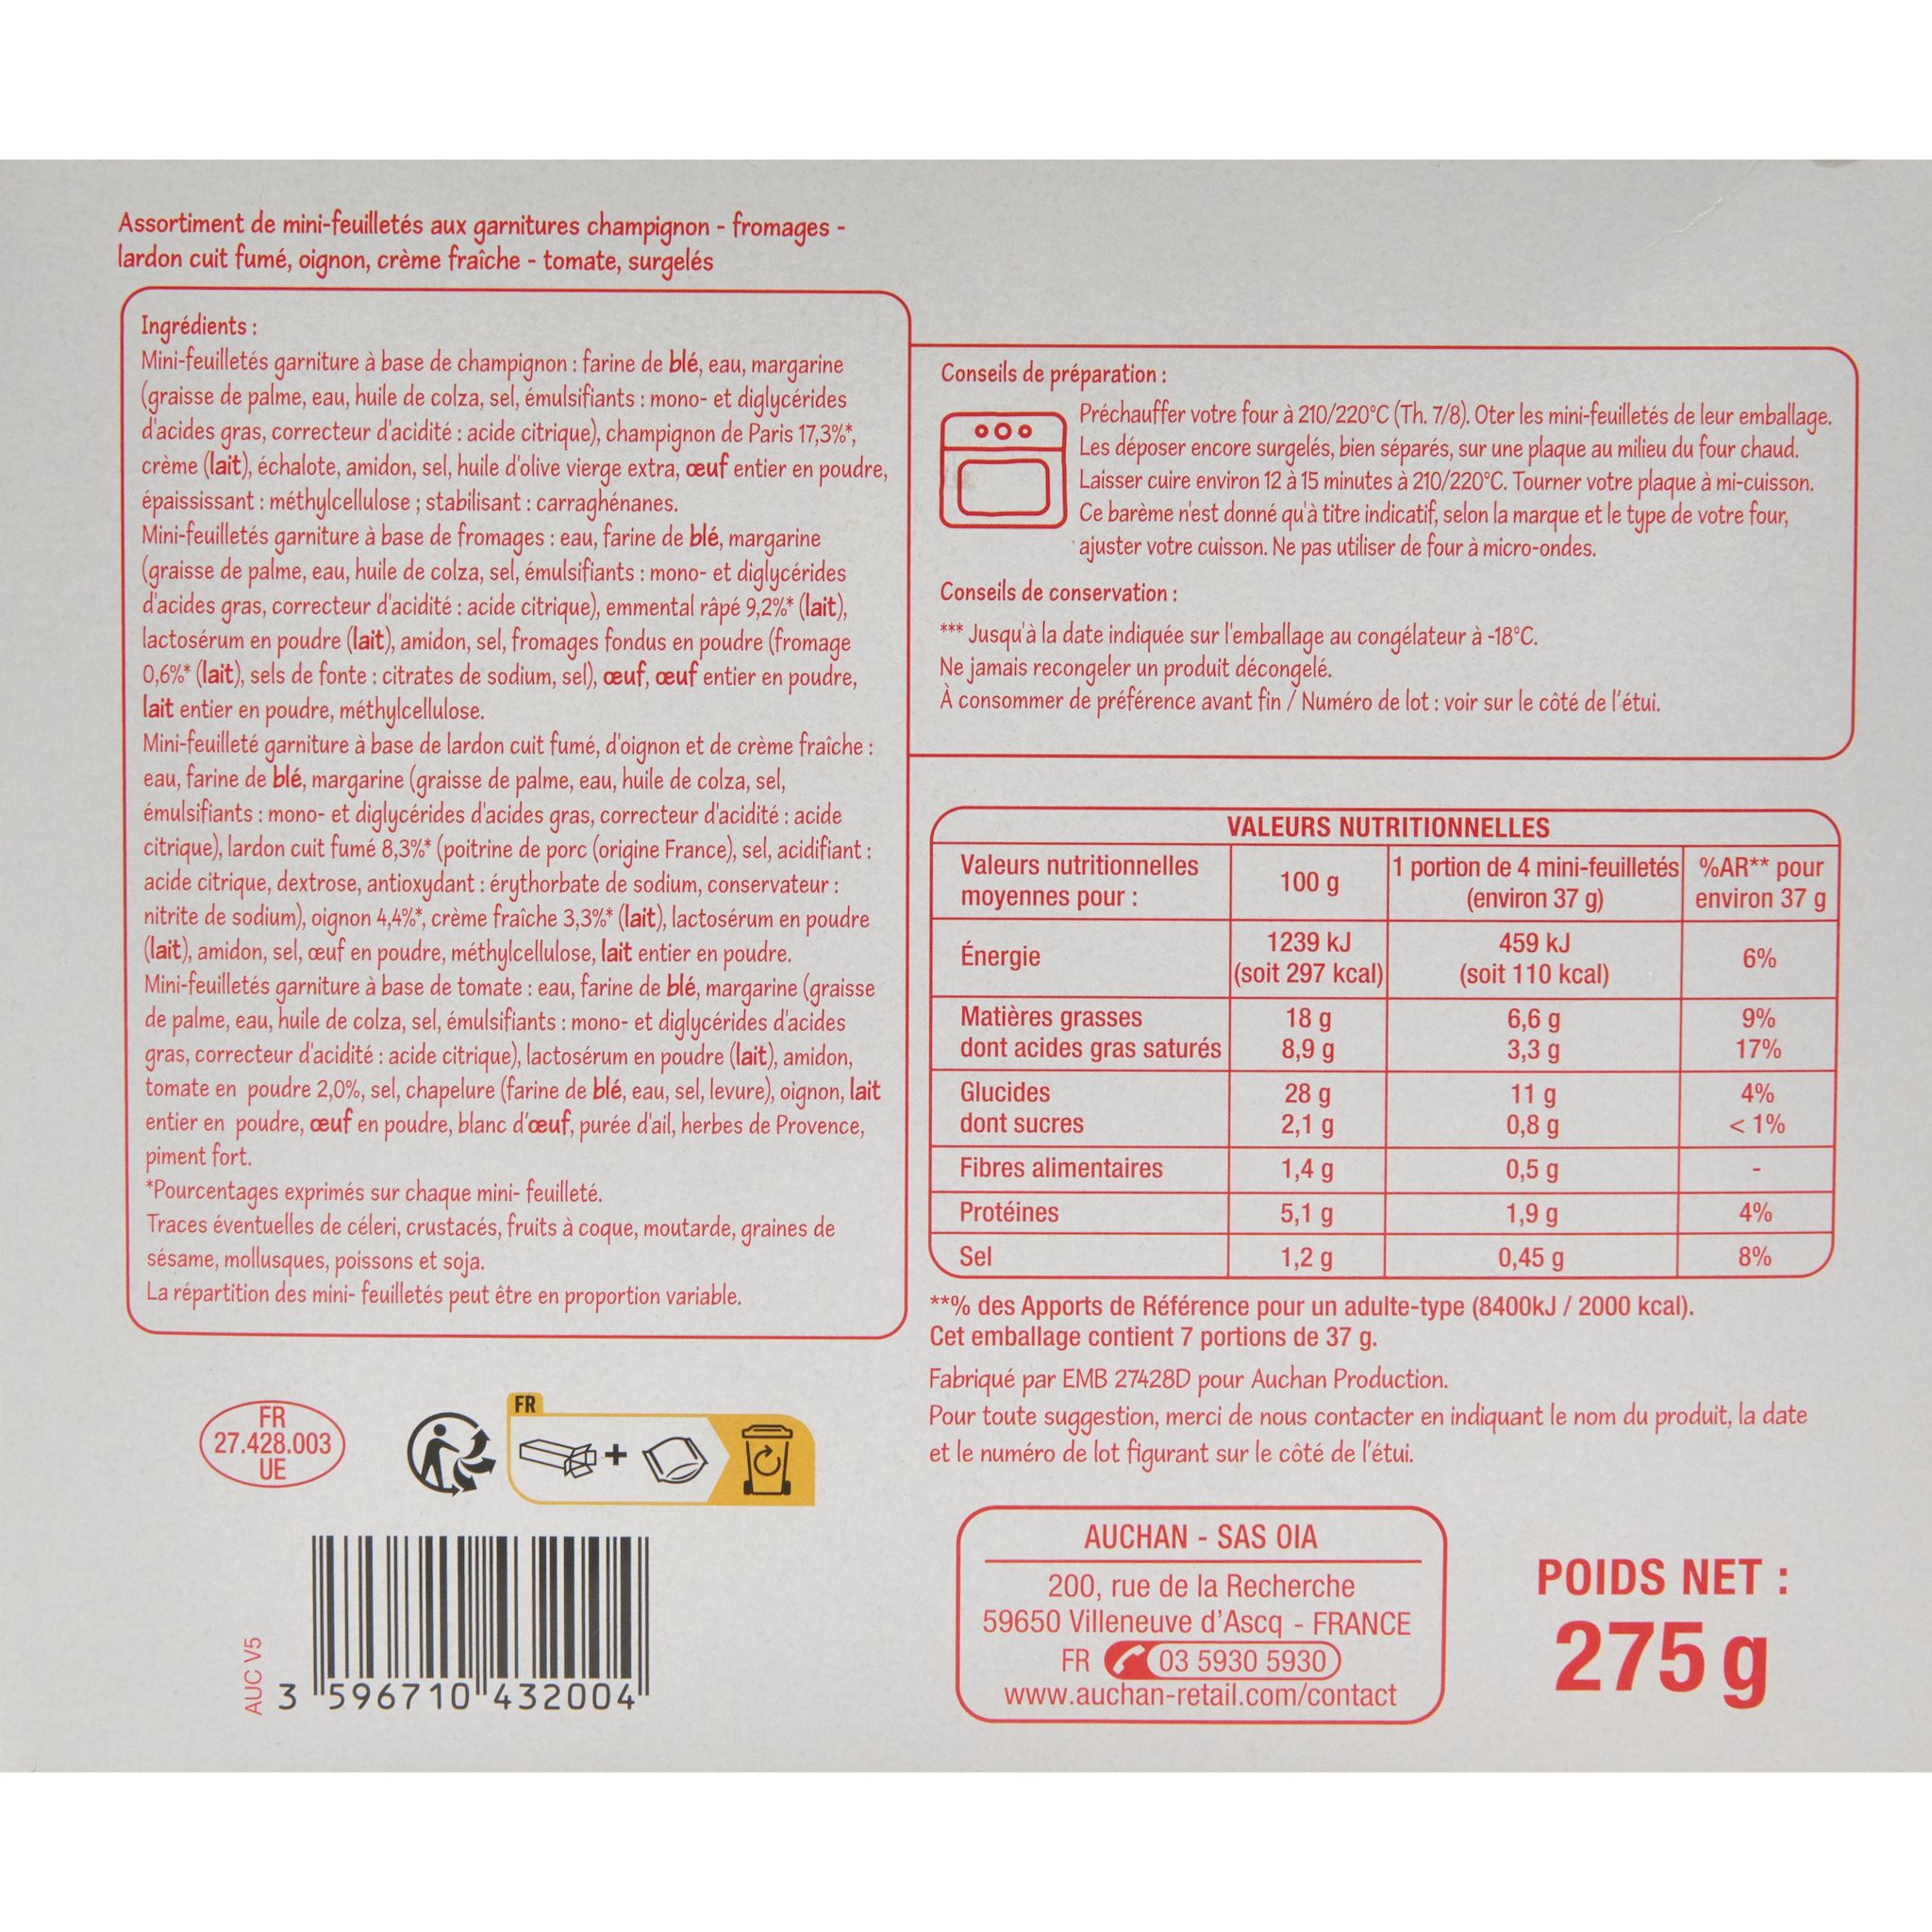 Assortiment de mini-feuilletés aux garnitures champignon - fromages -
lardon cuit fumé, oignon, crème fraîche - tomate, surgelés
Ingrédients :
Mini-feuilletés garniture à base de champignon : farine de blé, eau, margarine
(graisse de palme, eau, huile de colza, sel, émulsifiants : mono- et diglycérides
d'acides gras, correcteur d'acidité : acide citrique), champignon de Paris 17,3%*,
crème (lait), échalote, amidon, sel, huile d'olive vierge extra, œuf entier en poudre,
épaississant : méthylcellulose ; stabilisant : carraghénanes.
Mini-feuilletés garniture à base de fromages : eau, farine de blé, margarine
(graisse de palme, eau, huile de colza, sel, émulsifiants : mono- et diglycérides
d'acides gras, correcteur d'acidité : acide citrique), emmental râpé 9,2%* (lait),
lactosérum en poudre (lait), amidon, sel, fromages fondus en poudre (fromage
0,6%* (lait), sels de fonte : citrates de sodium, sel), œuf, œuf entier en poudre,
lait entier en poudre, méthylcellulose.
Mini-feuilleté garniture à base de lardon cuit fumé, d'oignon et de crème fraîche :
eau, farine de blé, margarine (graisse de palme, eau, huile de colza, sel,
émulsifiants : mono- et diglycérides d'acides gras, correcteur d'acidité : acide
citrique), lardon cuit fumé 8,3%* (poitrine de porc (origine France), sel, acidifiant :
acide citrique, dextrose, antioxydant : érythorbate de sodium, conservateur :
nitrite de sodium), oignon 4,4%*, crème fraîche 3,3%* (lait), lactosérum en poudre
(lait), amidon, sel, œuf en poudre, méthylcellulose, lait entier en poudre.
Mini-feuilletés garniture à base de tomate : eau, farine de blé, margarine (graisse
de palme, eau, huile de colza, sel, émulsifiants : mono- et diglycérides d'acides
gras, correcteur d'acidité : acide citrique), lactosérum en poudre (lait), amidon,
tomate en poudre 2,0%, sel, chapelure (farine de blé, eau, sel, levure), oignon, lait
entier en poudre, œuf en poudre, blanc d'œuf, purée d'ail, herbes de Provence,
piment fort.
*Pourcentages exprimés sur chaque mini- feuilleté.
Traces éventuelles de céleri, crustacés, fruits à coque, moutarde, graines de
sésame, mollusques, poissons et soja.
La répartition des mini- feuilletés peut être en proportion variable.
Conseils de préparation :
Préchauffer votre four à 210/220°C (Th. 7/8). Oter les mini-feuilletés de leur emballage.
Les déposer encore surgelés, bien séparés, sur une plaque au milieu du four chaud.
Laisser cuire environ 12 à 15 minutes à 210/220°C. Tourner votre plaque à mi-cuisson.
Ce barème n'est donné qu'à titre indicatif, selon la marque et le type de votre four,
ajuster votre cuisson. Ne pas utiliser de four à micro-ondes.
Conseils de conservation :
*** Jusqu'à la date indiquée sur l'emballage au congélateur à -18°C.
Ne jamais recongeler un produit décongelé.
À consommer de préférence avant fin / Numéro de lot : voir sur le côté de l'étui.
VALEURS NUTRITIONNELLES
Valeurs nutritionnelles moyennes pour : 100 g 1 portion de 4 mini-feuilletés (environ 37 g) %AR** pour environ 37 g
Énergie 1239 kJ (soit 297 kcal) 459 kJ (soit 110 kcal) 6%
Matières grasses 18 g 6,6 g 9%
dont acides gras saturés 8,9 g 3,3 g 17%
Glucides 28 g 11 g 4%
dont sucres 2,1 g 0,8 g < 1%
Fibres alimentaires 1,4 g 0,5 g -
Protéines 5,1 g 1,9 g 4%
Sel 1,2 g 0,45 g 8%
**% des Apports de Référence pour un adulte-type (8400kJ / 2000 kcal).
Cet emballage contient 7 portions de 37 g.
Fabriqué par EMB 27428D pour Auchan Production.
Pour toute suggestion, merci de nous contacter en indiquant le nom du produit, la date
et le numéro de lot figurant sur le côté de l'étui.
FR
27.428.003
UE
FR
+
AUC V5
3 596710 432004
AUCHAN - SAS OIA
200, rue de la Recherche
59650 Villeneuve d'Ascq - FRANCE
FR 03 5930 5930
www.auchan-retail.com/contact
POIDS NET :
275 g